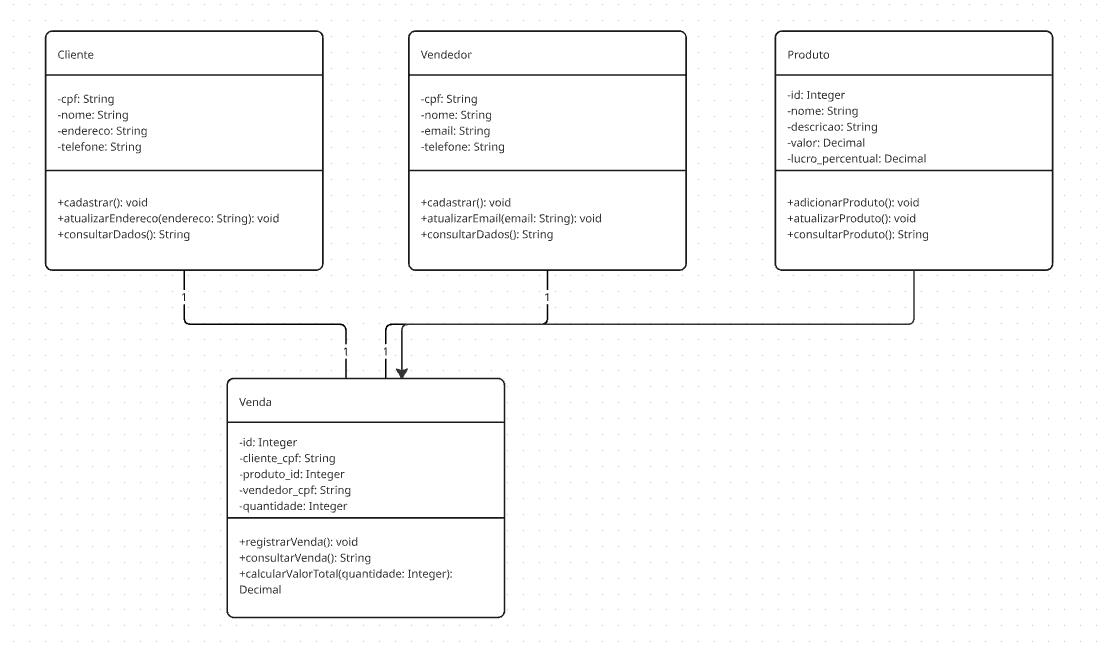 Cliente
-cpf: String
-nome: String
-endereco: String
-telefone: String
+cadastrar(): void
+atualizarEndereco(endereco: String): void
+consultarDados(): String
Vendedor
-cpf: String
-nome: String
-email: String
-telefone: String
+cadastrar(): void
+atualizarEmail(email: String): void
+consultarDados(): String
Produto
-id: Integer
-nome: String
-descricao: String
-valor: Decimal
-lucro_percentual: Decimal
+adicionarProduto(): void
+atualizarProduto(): void
+consultarProduto(): String
1
1
1
1
Venda
-id: Integer
-cliente_cpf: String
-produto_id: Integer
-vendedor_cpf: String
-quantidade: Integer
+registrarVenda(): void
+consultarVenda(): String
+calcularValorTotal(quantidade: Integer):
Decimal